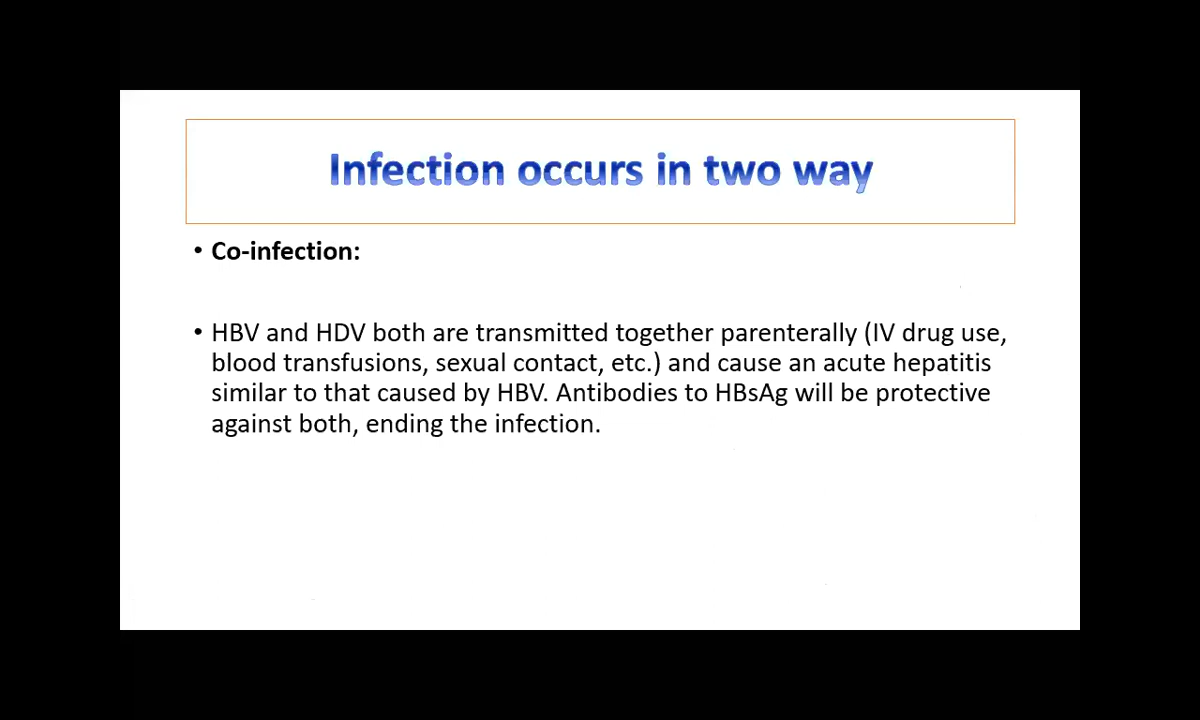 Infection occurs in two way
• Co-infection:
• HBV and HDV both are transmitted together parenterally (IV drug use,
blood transfusions, sexual contact, etc.) and cause an acute hepatitis
similar to that caused by HBV. Antibodies to HBsAg will be protective
against both, ending the infection.